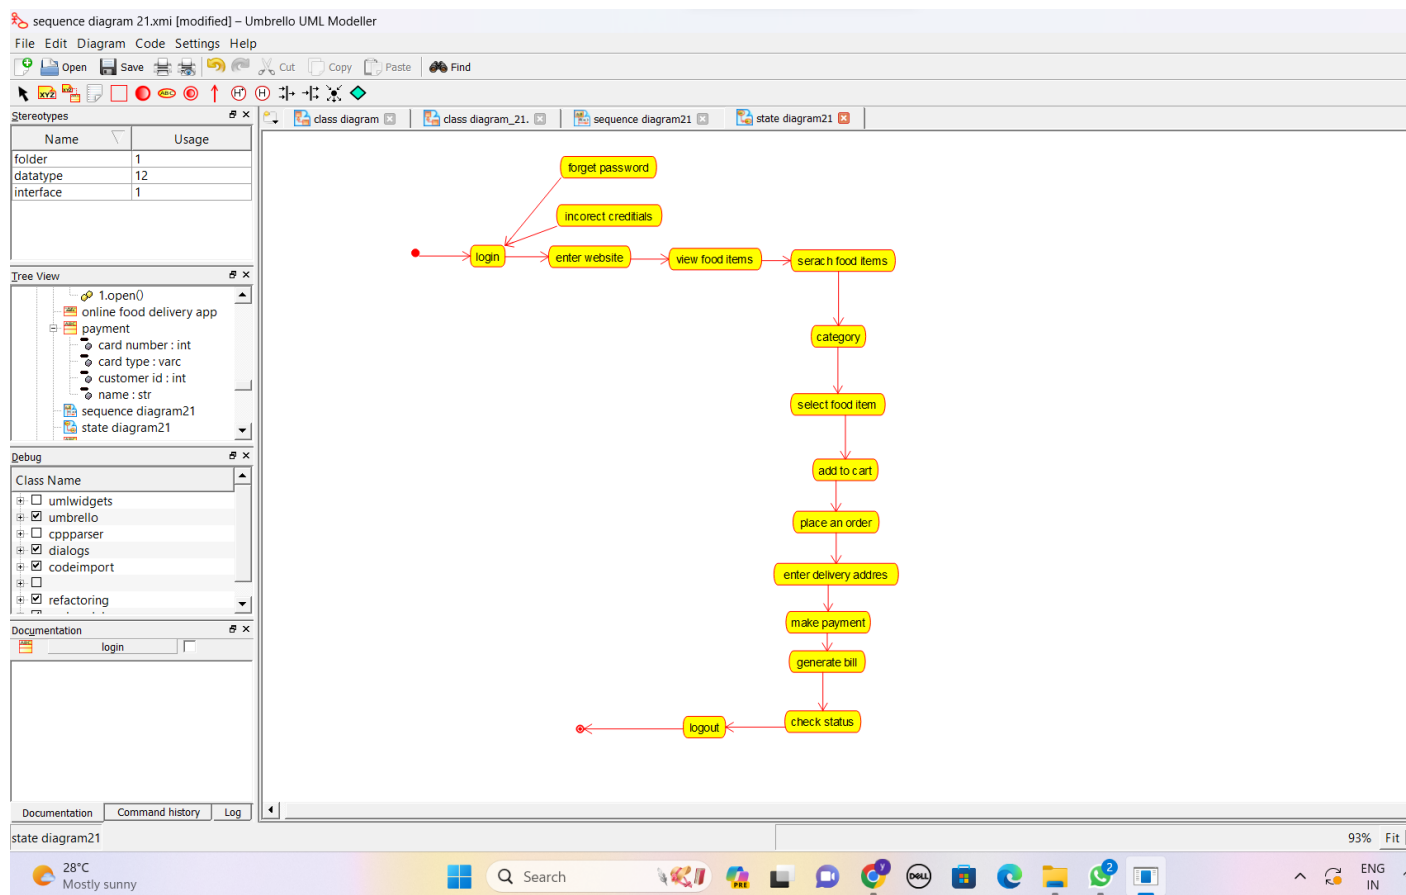 sequence diagram 21.xmi [modified] – Umbrello UML Modeller
File Edit Diagram Code Settings Help
Open Save Cut Copy Paste Find
Stereotypes
Name Usage
folder 1
datatype 12
interface 1
Tree View
1.open()
online food delivery app
payment
card number : int
card type : varc
customer id : int
name : str
sequence diagram21
state diagram21
Debug
Class Name
umlwidgets
umbrello
cppparser
dialogs
codeimport
refactoring
Documentation
login
Documentation Command history Log
class diagram class diagram_21. sequence diagram21 state diagram21
forget password
incorect creditials
login enter website view food items serach food items
category
select food item
add to cart
place an order
enter delivery addres
make payment
generate bill
check status
logout
state diagram21 93% Fit
28°C
Mostly sunny
Search
PRE
y
DELL
2
ENG
IN